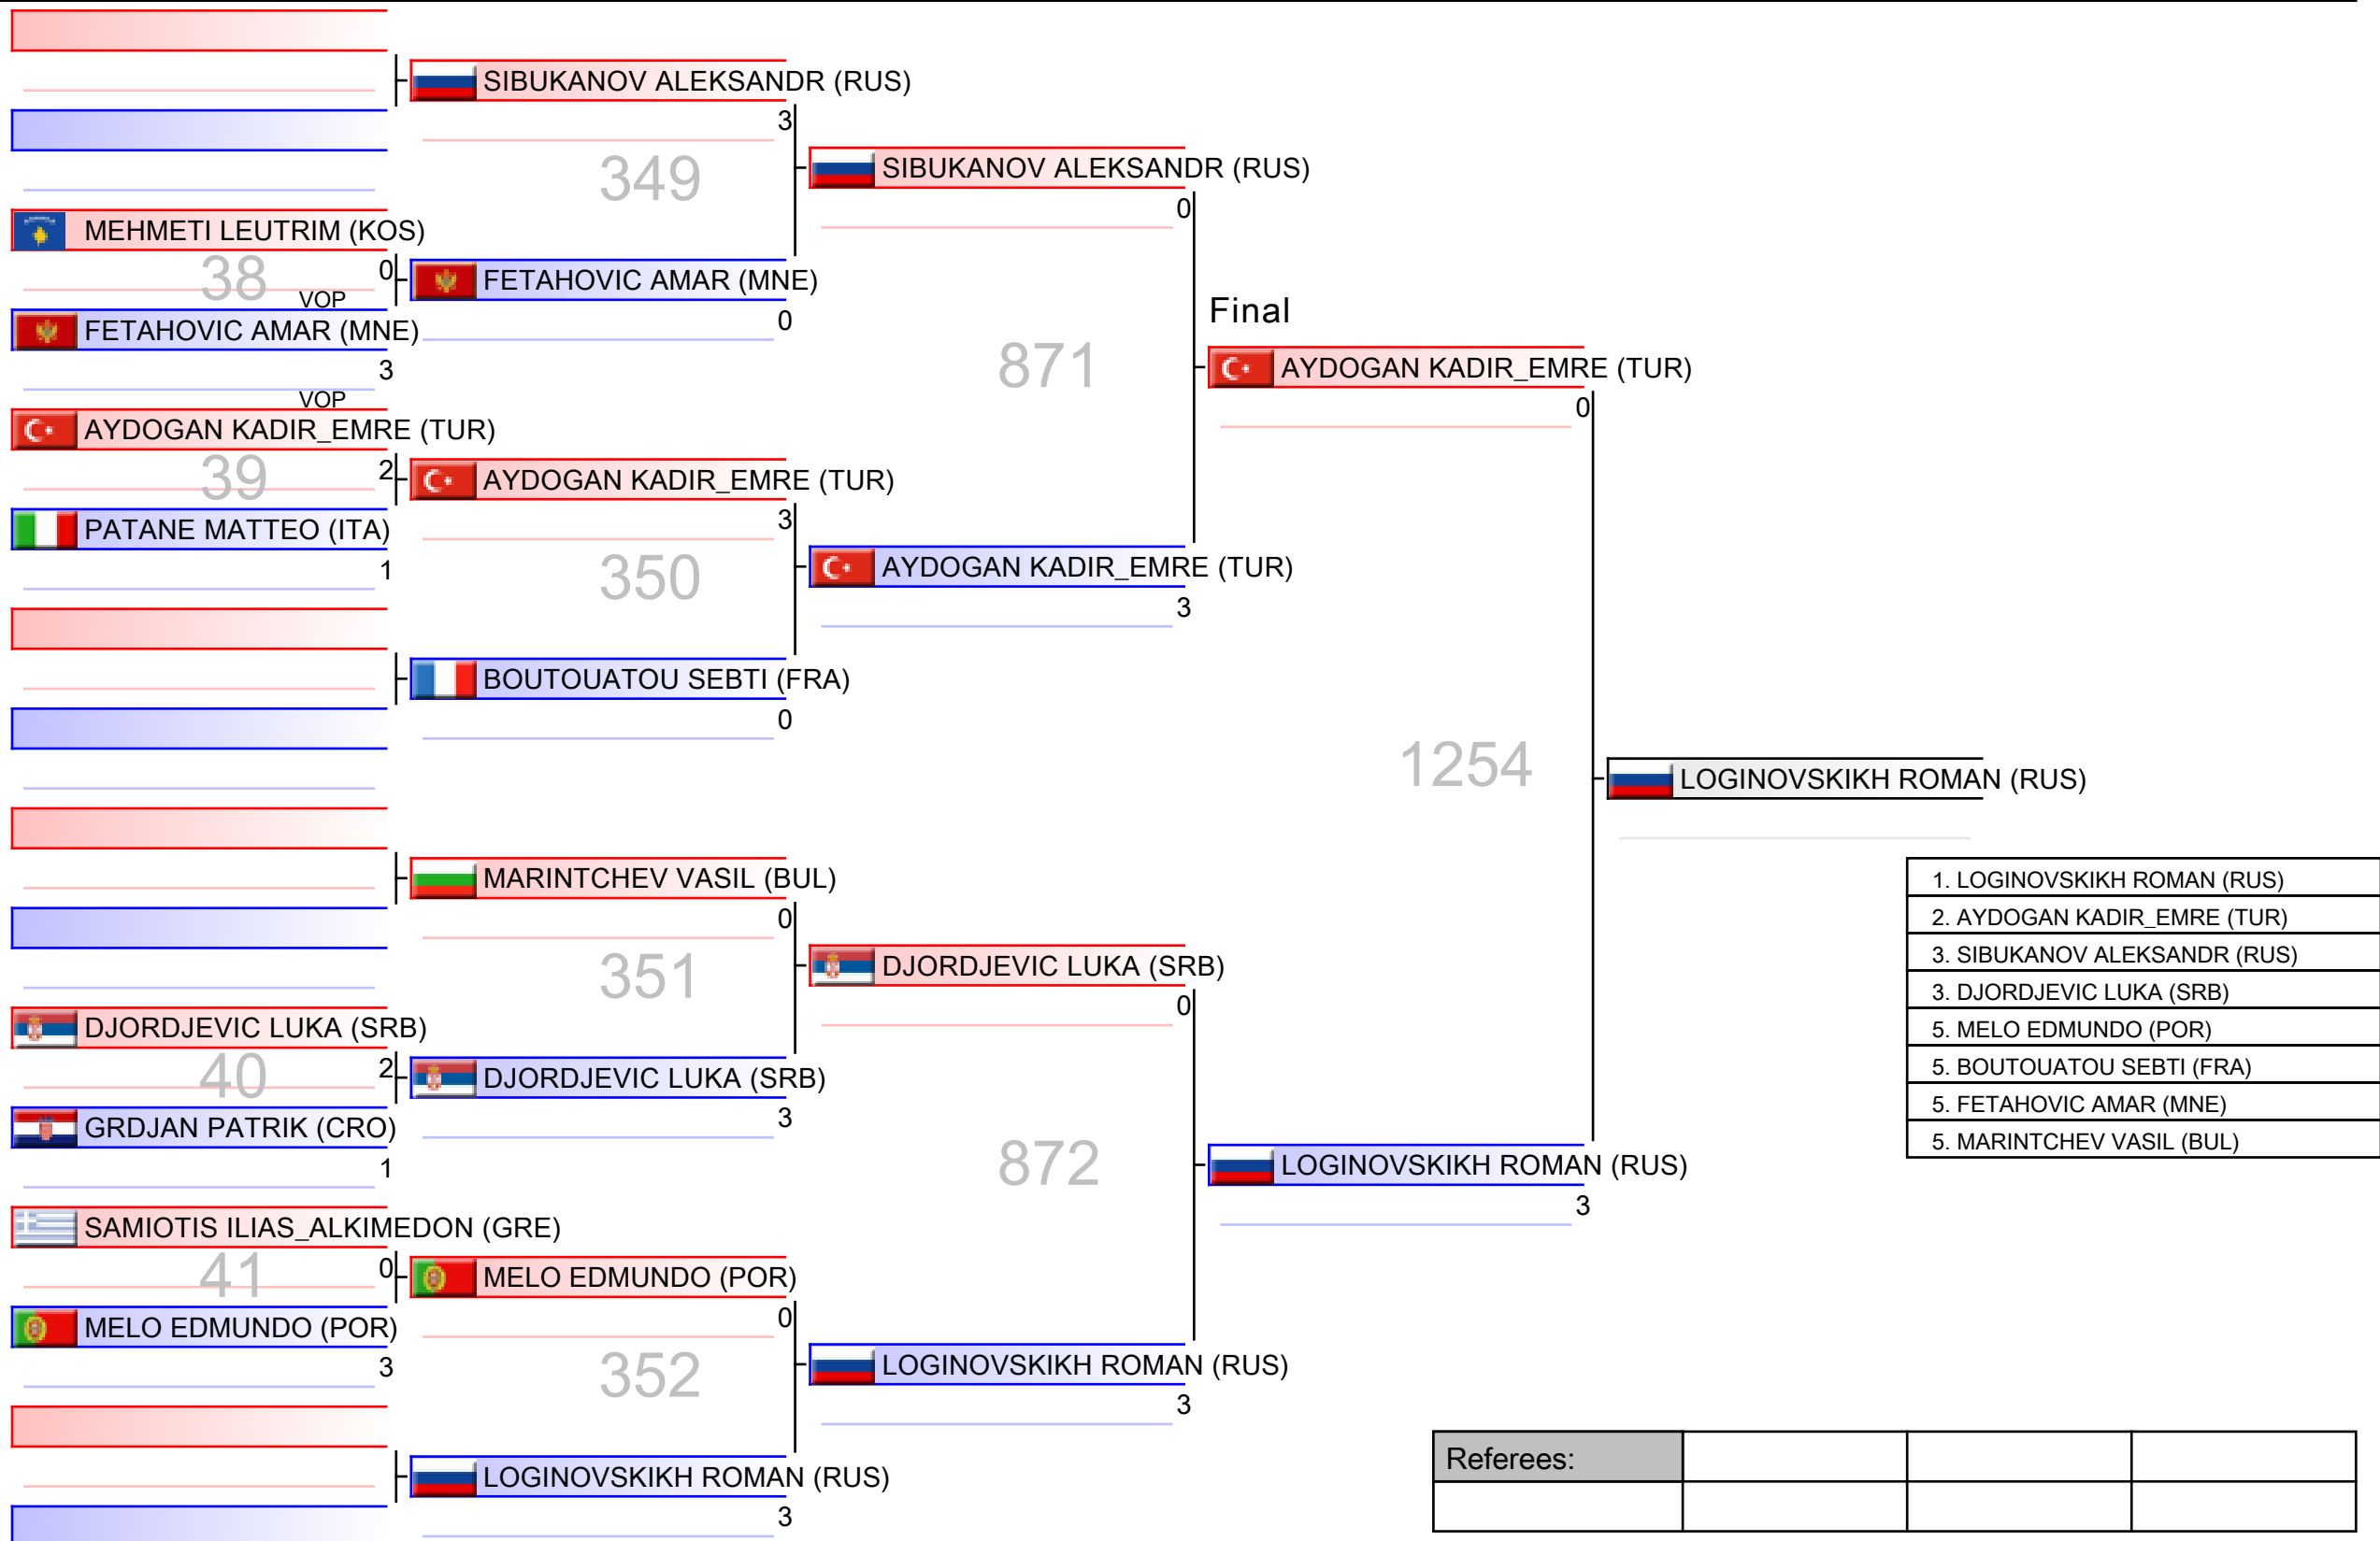 SIBUKANOV ALEKSANDR (RUS)
3
349
SIBUKANOV ALEKSANDR (RUS)
0
MEHMETI LEUTRIM (KOS)
38
0
VOP
FETAHOVIC AMAR (MNE)
0
FETAHOVIC AMAR (MNE)
3
Final
871
AYDOGAN KADIR_EMRE (TUR)
0
VOP
AYDOGAN KADIR_EMRE (TUR)
39
2
AYDOGAN KADIR_EMRE (TUR)
3
PATANE MATTEO (ITA)
1
350
AYDOGAN KADIR_EMRE (TUR)
3
BOUTOUATOU SEBTI (FRA)
0
1254
LOGINOVSKIKH ROMAN (RUS)
MARINTCHEV VASIL (BUL)
0
351
DJORDJEVIC LUKA (SRB)
0
DJORDJEVIC LUKA (SRB)
40
2
DJORDJEVIC LUKA (SRB)
3
GRDJAN PATRIK (CRO)
1
872
LOGINOVSKIKH ROMAN (RUS)
3
SAMIOTIS ILIAS_ALKIMEDON (GRE)
41
0
MELO EDMUNDO (POR)
0
MELO EDMUNDO (POR)
3
352
LOGINOVSKIKH ROMAN (RUS)
3
LOGINOVSKIKH ROMAN (RUS)
3
1. LOGINOVSKIKH ROMAN (RUS)
2. AYDOGAN KADIR_EMRE (TUR)
3. SIBUKANOV ALEKSANDR (RUS)
3. DJORDJEVIC LUKA (SRB)
5. MELO EDMUNDO (POR)
5. BOUTOUATOU SEBTI (FRA)
5. FETAHOVIC AMAR (MNE)
5. MARINTCHEV VASIL (BUL)
Referees: